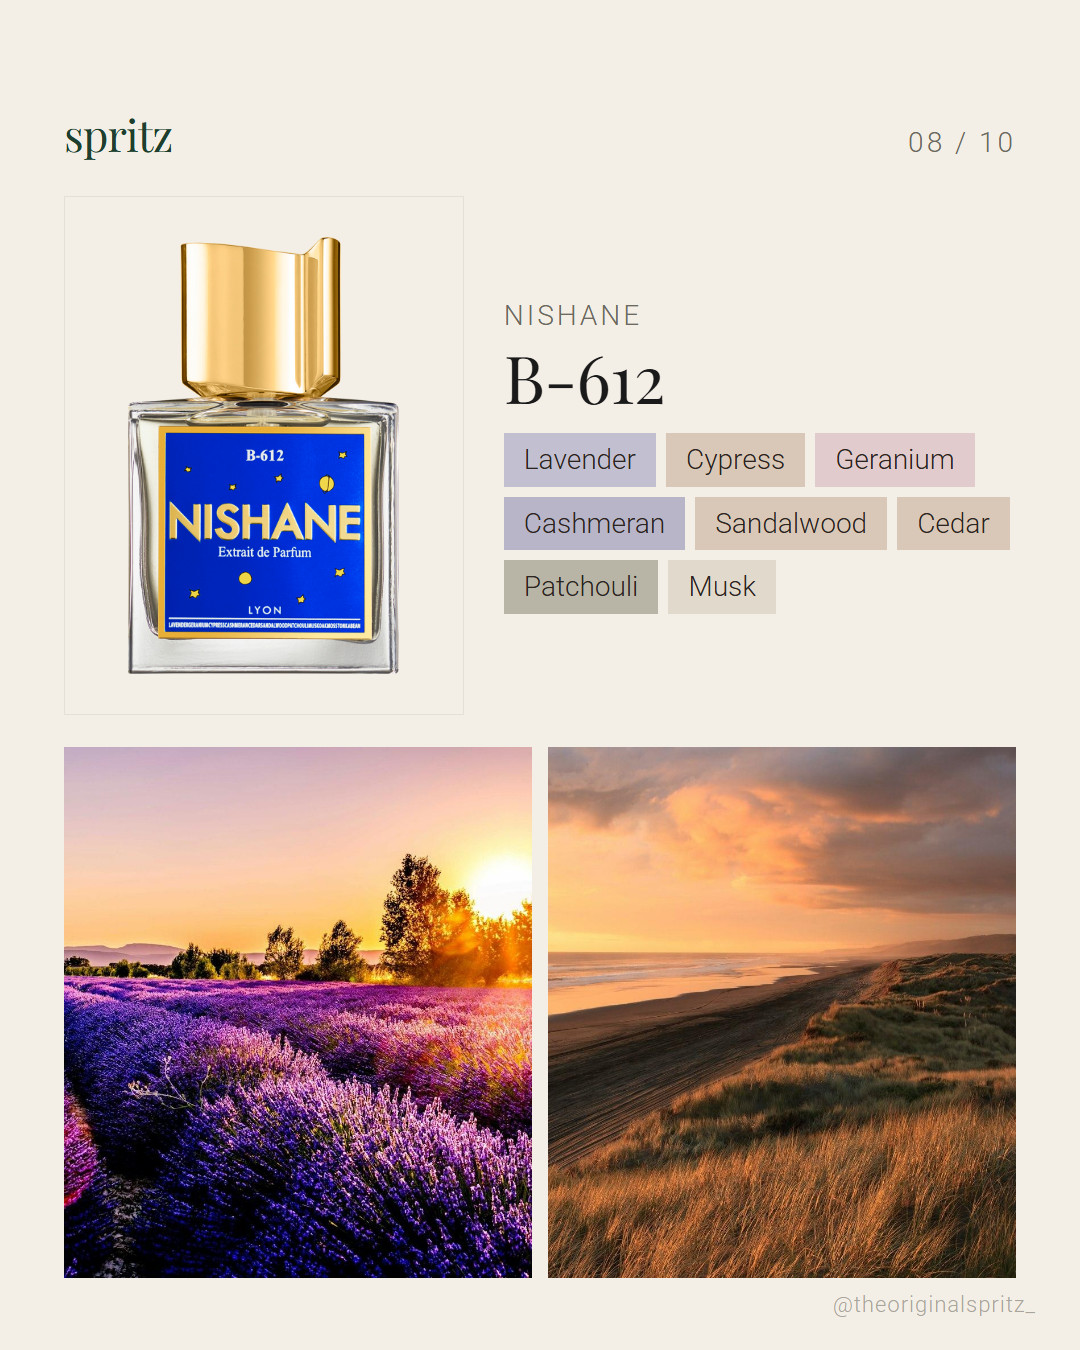 spritz
08 / 10
B-612
NISHANE
Extrait de Parfum
LYON
LAVENDERGERANIUMCYPRESSCASHMERANCEDARSANDALWOODPATCHOULIMUSKOAKMOSSTONKABEAN
NISHANE
B-612
Lavender Cypress Geranium
Cashmeran Sandalwood Cedar
Patchouli Musk
@theoriginalspritz_